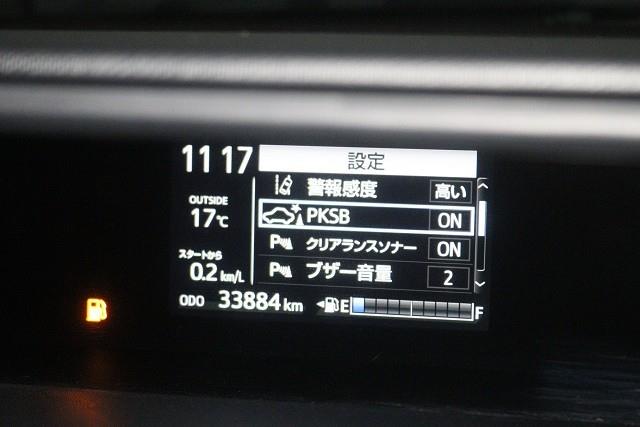 11 17
設定
警報感度 高い
OUTSIDE
17℃
PKSB ON
P クリアランスソナー ON
スタートから
0.2 km/L
P ブザー音量 2
ODO 33884 km
E F